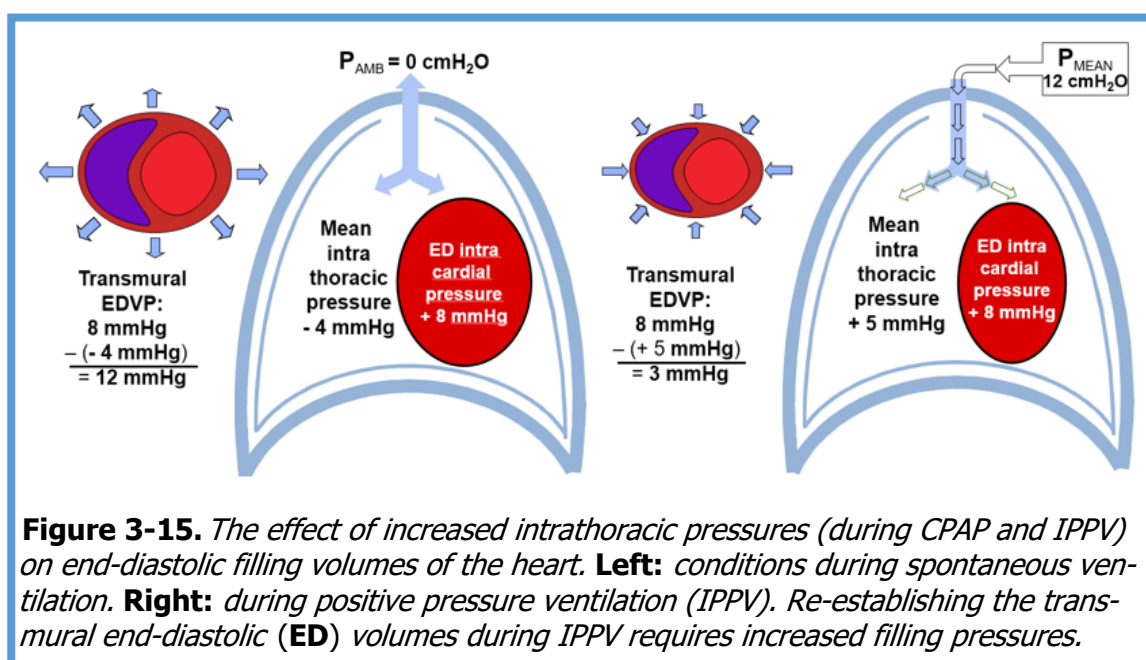 P_AMB = 0 cmH₂O
Transmural
EDVP:
8 mmHg
– (- 4 mmHg)
= 12 mmHg
Mean
intra
thoracic
pressure
- 4 mmHg
ED intra
cardial
pressure
+ 8 mmHg
P_MEAN
12 cmH₂O
Transmural
EDVP:
8 mmHg
– (+ 5 mmHg)
= 3 mmHg
Mean
intra
thoracic
pressure
+ 5 mmHg
ED intra
cardial
pressure
+ 8 mmHg
Figure 3-15. The effect of increased intrathoracic pressures (during CPAP and IPPV)
on end-diastolic filling volumes of the heart. Left: conditions during spontaneous ven-
tilation. Right: during positive pressure ventilation (IPPV). Re-establishing the trans-
mural end-diastolic (ED) volumes during IPPV requires increased filling pressures.